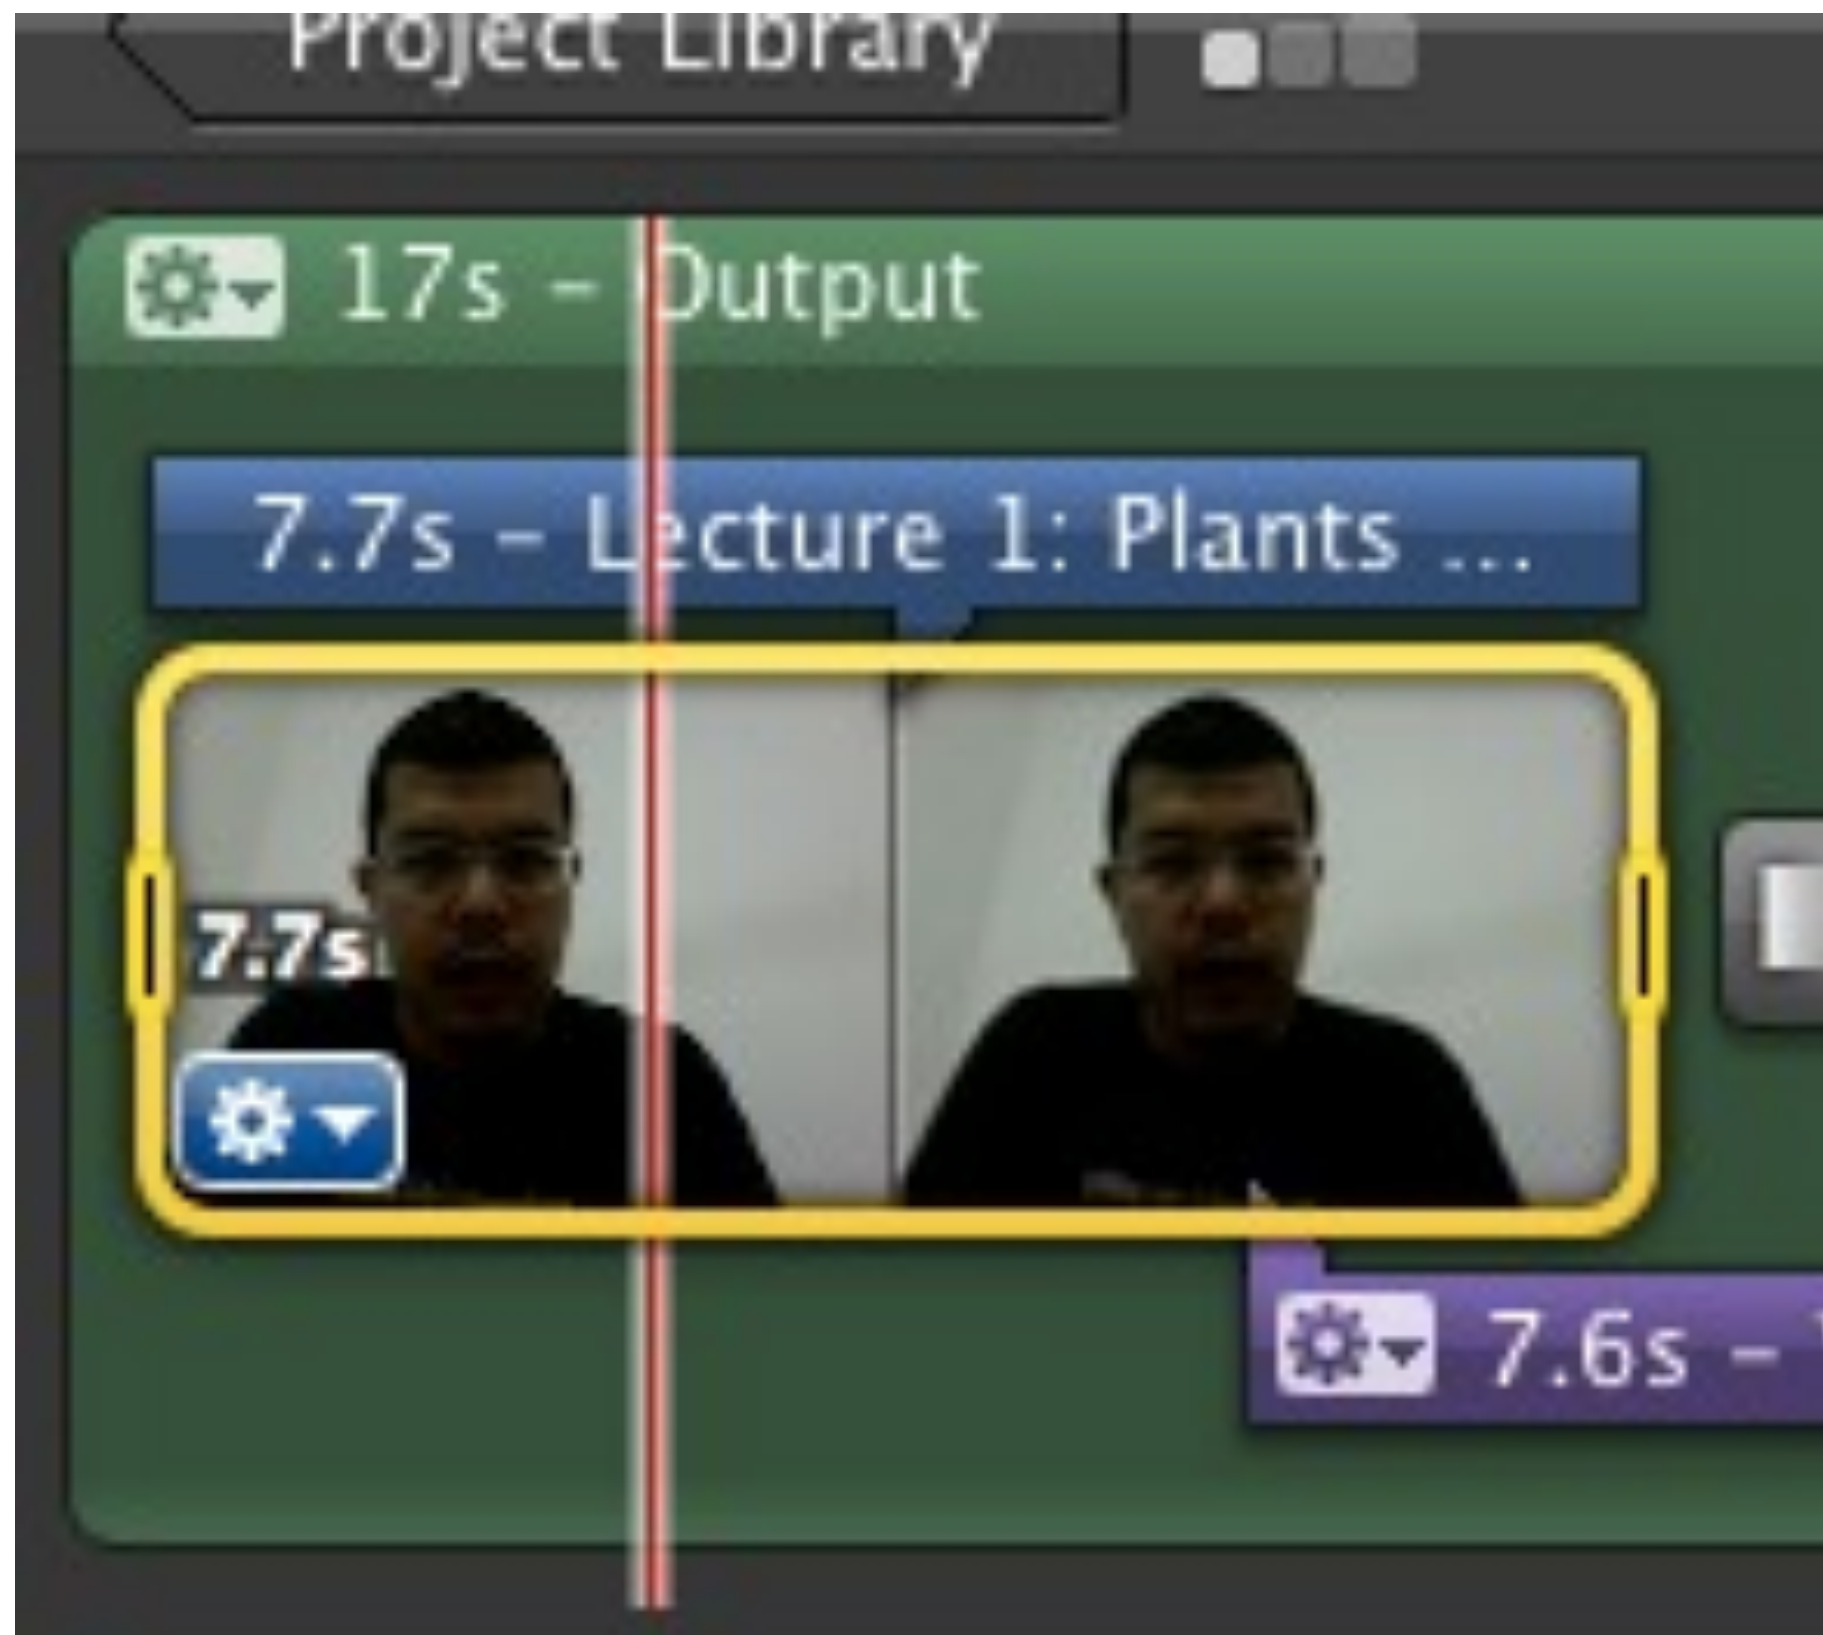 Project Library
17s – Output
7.7s – Lecture 1: Plants ...
7.7s
7.6s –